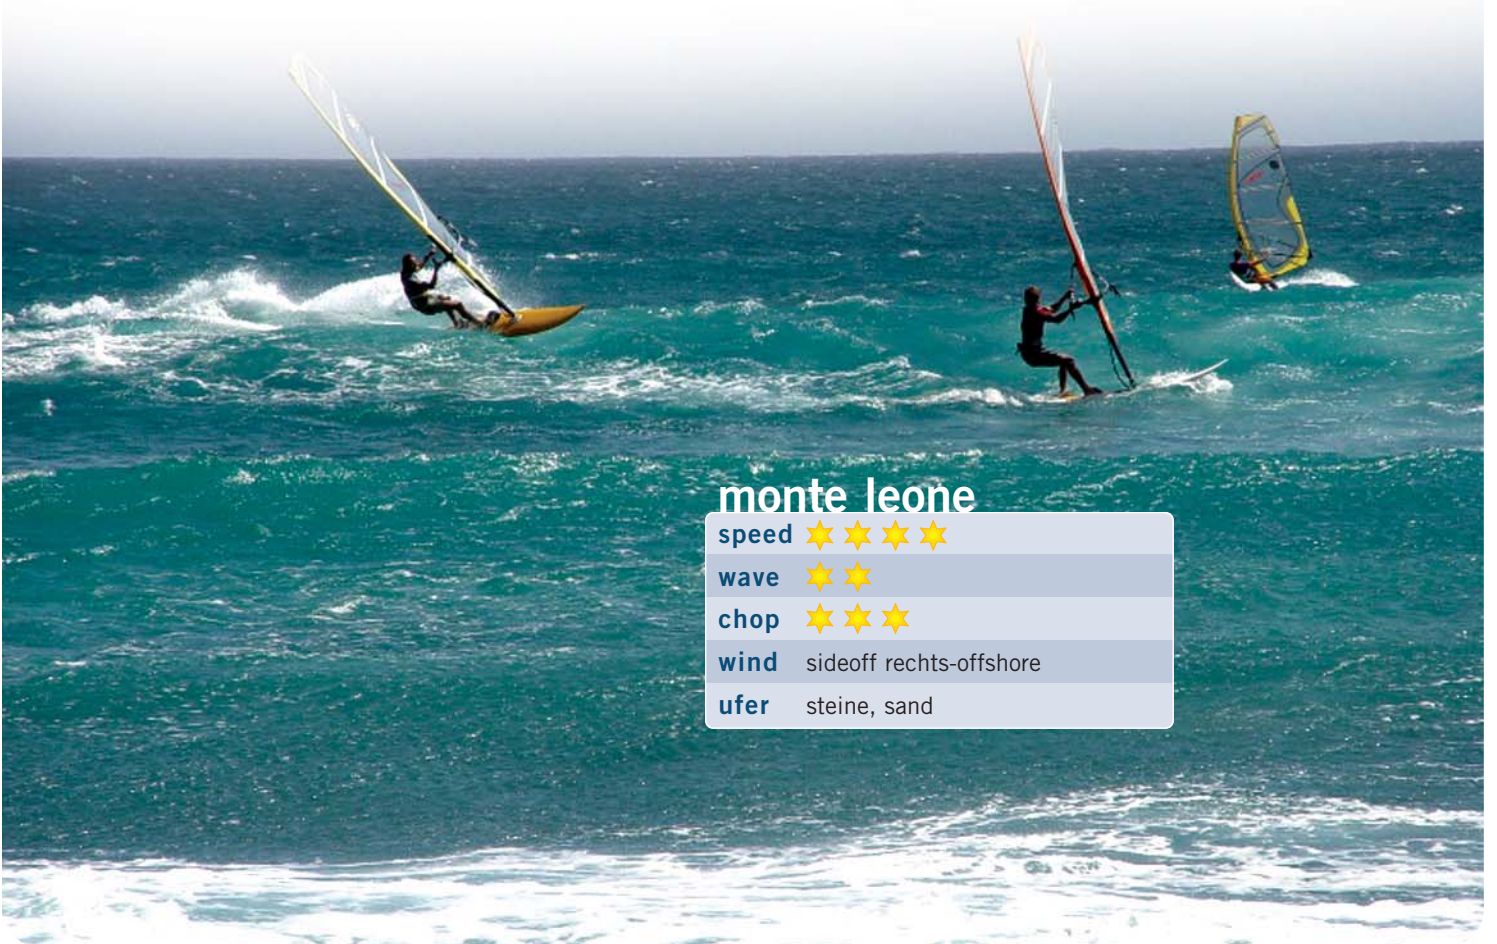 monte leone
speed
wave
chop
wind sideoff rechts-offshore
ufer steine, sand